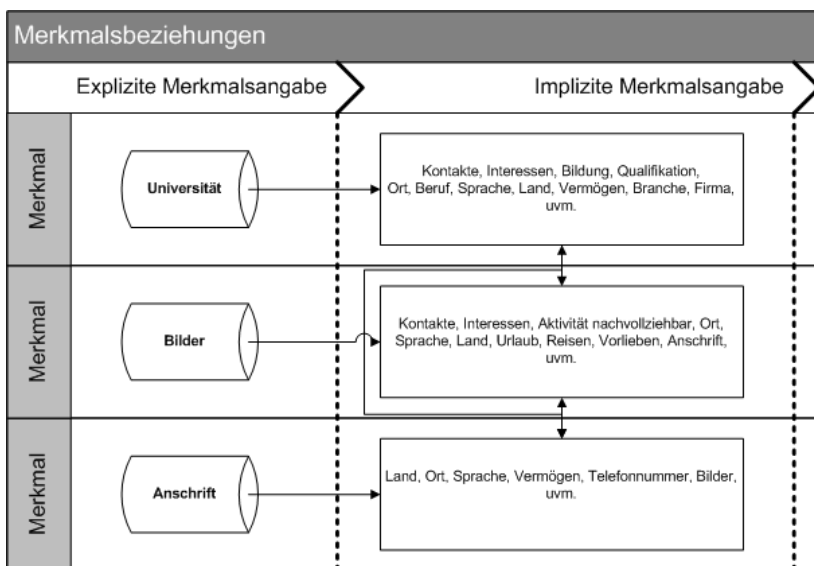 Merkmalsbeziehungen
Explizite Merkmalsangabe
Implizite Merkmalsangabe
Merkmal
Universität
Kontakte, Interessen, Bildung, Qualifikation,
Ort, Beruf, Sprache, Land, Vermögen, Branche, Firma,
uvm.
Merkmal
Bilder
Kontakte, Interessen, Aktivität nachvollziehbar, Ort,
Sprache, Land, Urlaub, Reisen, Vorlieben, Anschrift,
uvm.
Merkmal
Anschrift
Land, Ort, Sprache, Vermögen, Telefonnummer, Bilder,
uvm.